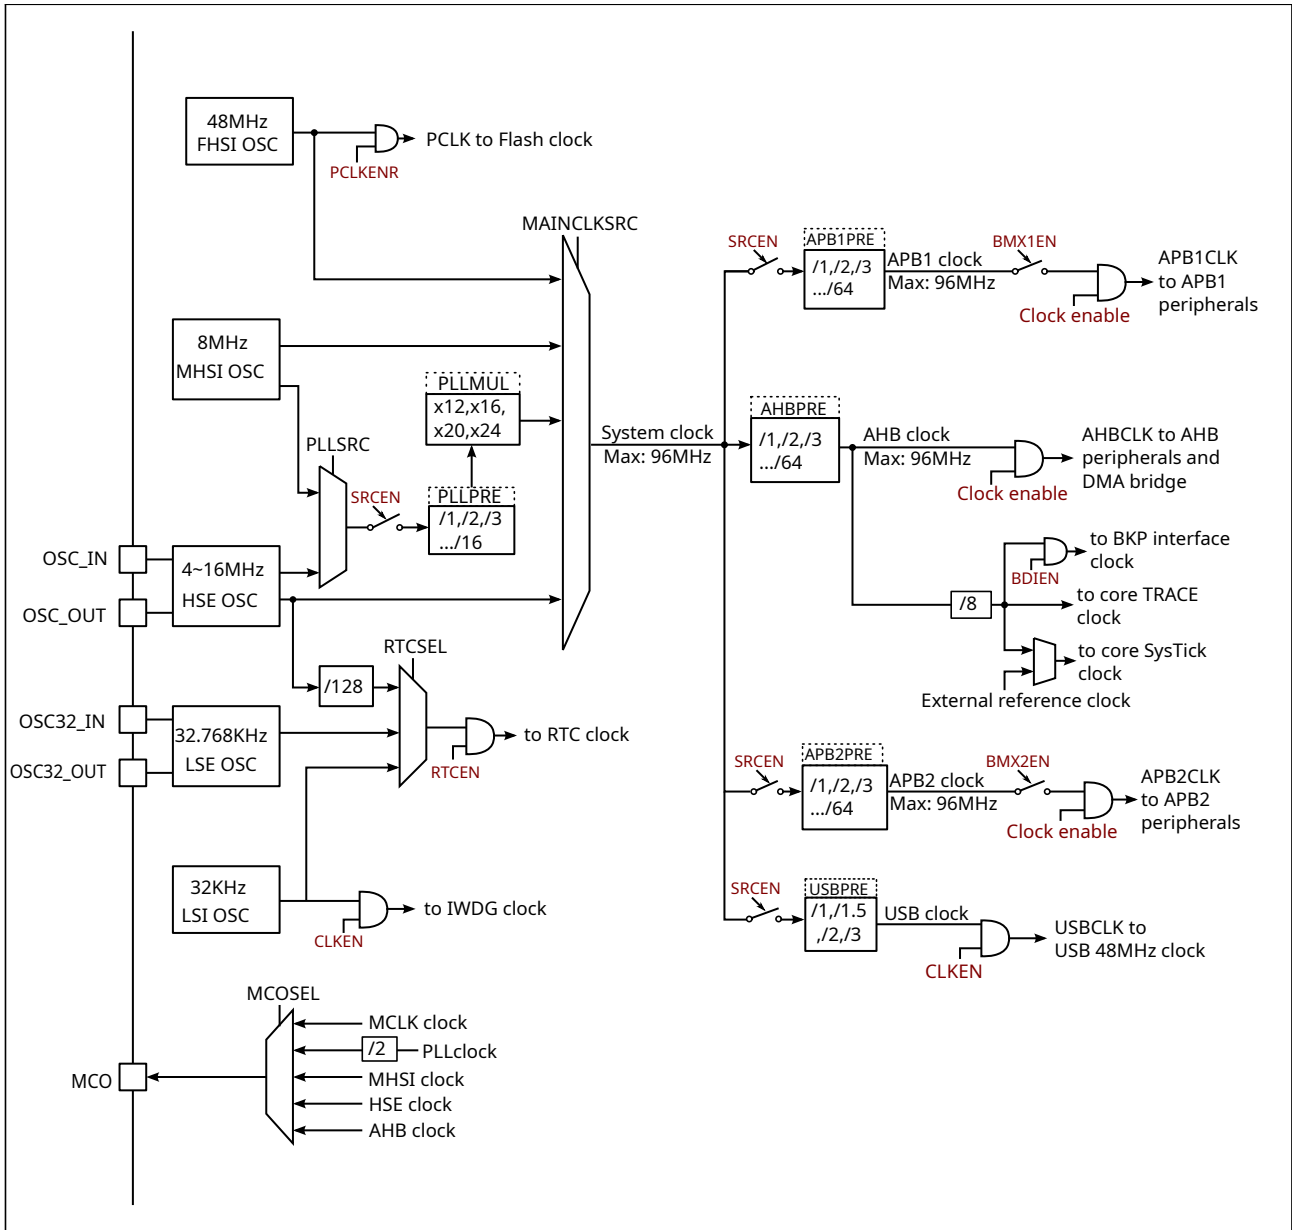 48MHz
FHSI OSC
PCLK to Flash clock
PCLKENR
MAINCLKSRC
SRCEN
APB1PRE
/1,/2,/3
.../64
APB1 clock
Max: 96MHz
BMX1EN
Clock enable
APB1CLK
to APB1
peripherals
8MHz
MHSI OSC
PLLMUL
x12,x16,
x20,x24
PLLSRC
SRCEN
PLLPRE
/1,/2,/3
.../16
System clock
Max: 96MHz
AHBPRE
/1,/2,/3
.../64
AHB clock
Max: 96MHz
Clock enable
AHBCLK to AHB
peripherals and
DMA bridge
OSC_IN
OSC_OUT
4~16MHz
HSE OSC
BDIEN
to BKP interface
clock
/8
to core TRACE
clock
to core SysTick
clock
External reference clock
RTCSEL
/128
OSC32_IN
OSC32_OUT
32.768KHz
LSE OSC
RTCEN
to RTC clock
SRCEN
APB2PRE
/1,/2,/3
.../64
APB2 clock
Max: 96MHz
BMX2EN
Clock enable
APB2CLK
to APB2
peripherals
32KHz
LSI OSC
CLKEN
to IWDG clock
SRCEN
USBPRE
/1,/1.5
,/2,/3
USB clock
CLKEN
USBCLK to
USB 48MHz clock
MCOSEL
MCO
MCLK clock
/2
PLLclock
MHSI clock
HSE clock
AHB clock